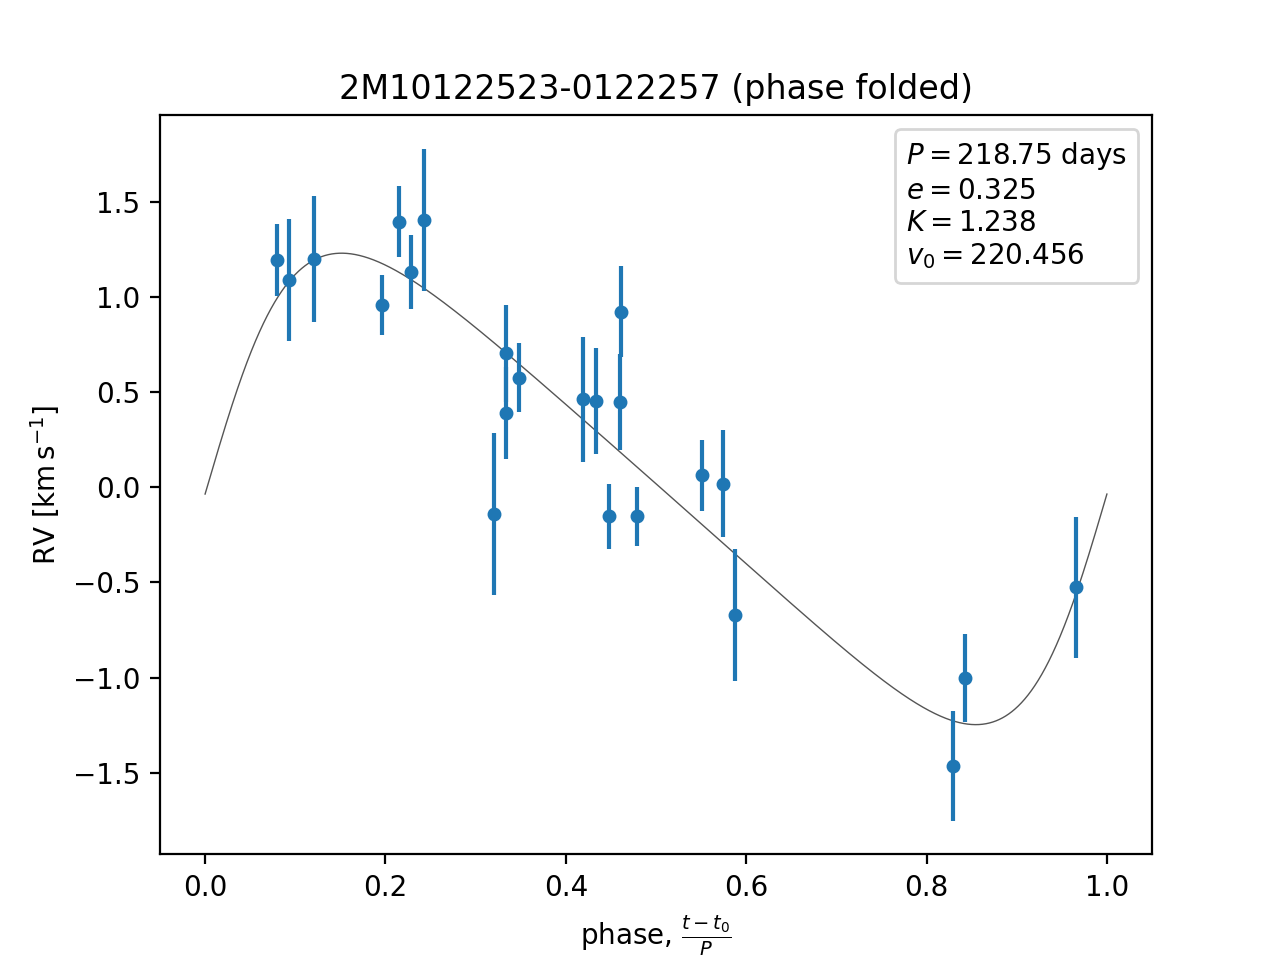 2M10122523-0122257 (phase folded)
P = 218.75 days
e = 0.325
K = 1.238
v₀ = 220.456
RV [km s⁻¹]
1.5
1.0
0.5
0.0
−0.5
−1.0
−1.5
0.0 0.2 0.4 0.6 0.8 1.0
phase, (t − t₀)/P